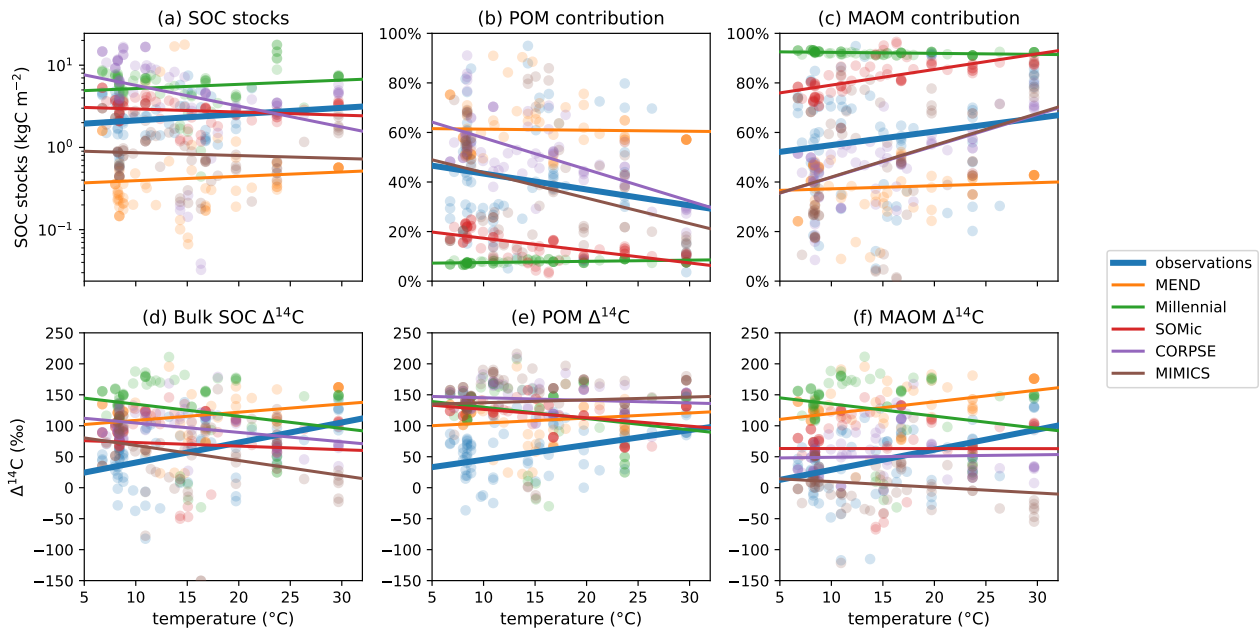 (a) SOC stocks
(b) POM contribution
(c) MAOM contribution
SOC stocks (kgC m⁻²)
10¹
10⁰
10⁻¹
100%
80%
60%
40%
20%
0%
100%
80%
60%
40%
20%
0%
observations
MEND
Millennial
SOMic
CORPSE
MIMICS
(d) Bulk SOC Δ¹⁴C
(e) POM Δ¹⁴C
(f) MAOM Δ¹⁴C
Δ¹⁴C (‰)
250
200
150
100
50
0
−50
−100
−150
250
200
150
100
50
0
−50
−100
−150
250
200
150
100
50
0
−50
−100
−150
5 10 15 20 25 30
5 10 15 20 25 30
5 10 15 20 25 30
temperature (°C)
temperature (°C)
temperature (°C)